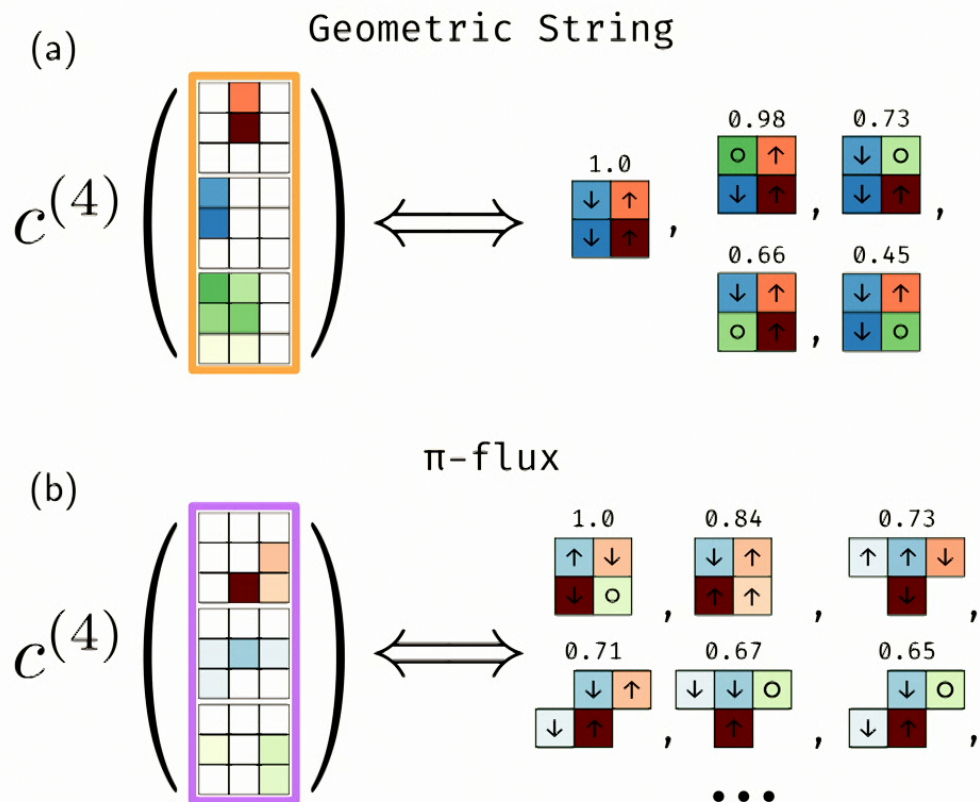 Geometric String
(a)
c^(4) ( ) ⟺
1.0
↓ ↑
↓ ↑ ,
0.98 0.73
○ ↑ ↓ ○
↓ ↑ , ↓ ↑ ,
0.66 0.45
↓ ↑ ↓ ↑
○ ↑ , ↓ ○
π-flux
(b)
c^(4) ( ) ⟺
1.0 0.84 0.73
↑ ↓ ↓ ↑ ↑ ↑ ↓
↓ ○ , ↑ ↑ , ↓ ,
0.71 0.67 0.65
↓ ↑ ↓ ↓ ○ ↓ ○
↓ ↑ , ↑ , ↓ ↑ ,
•••